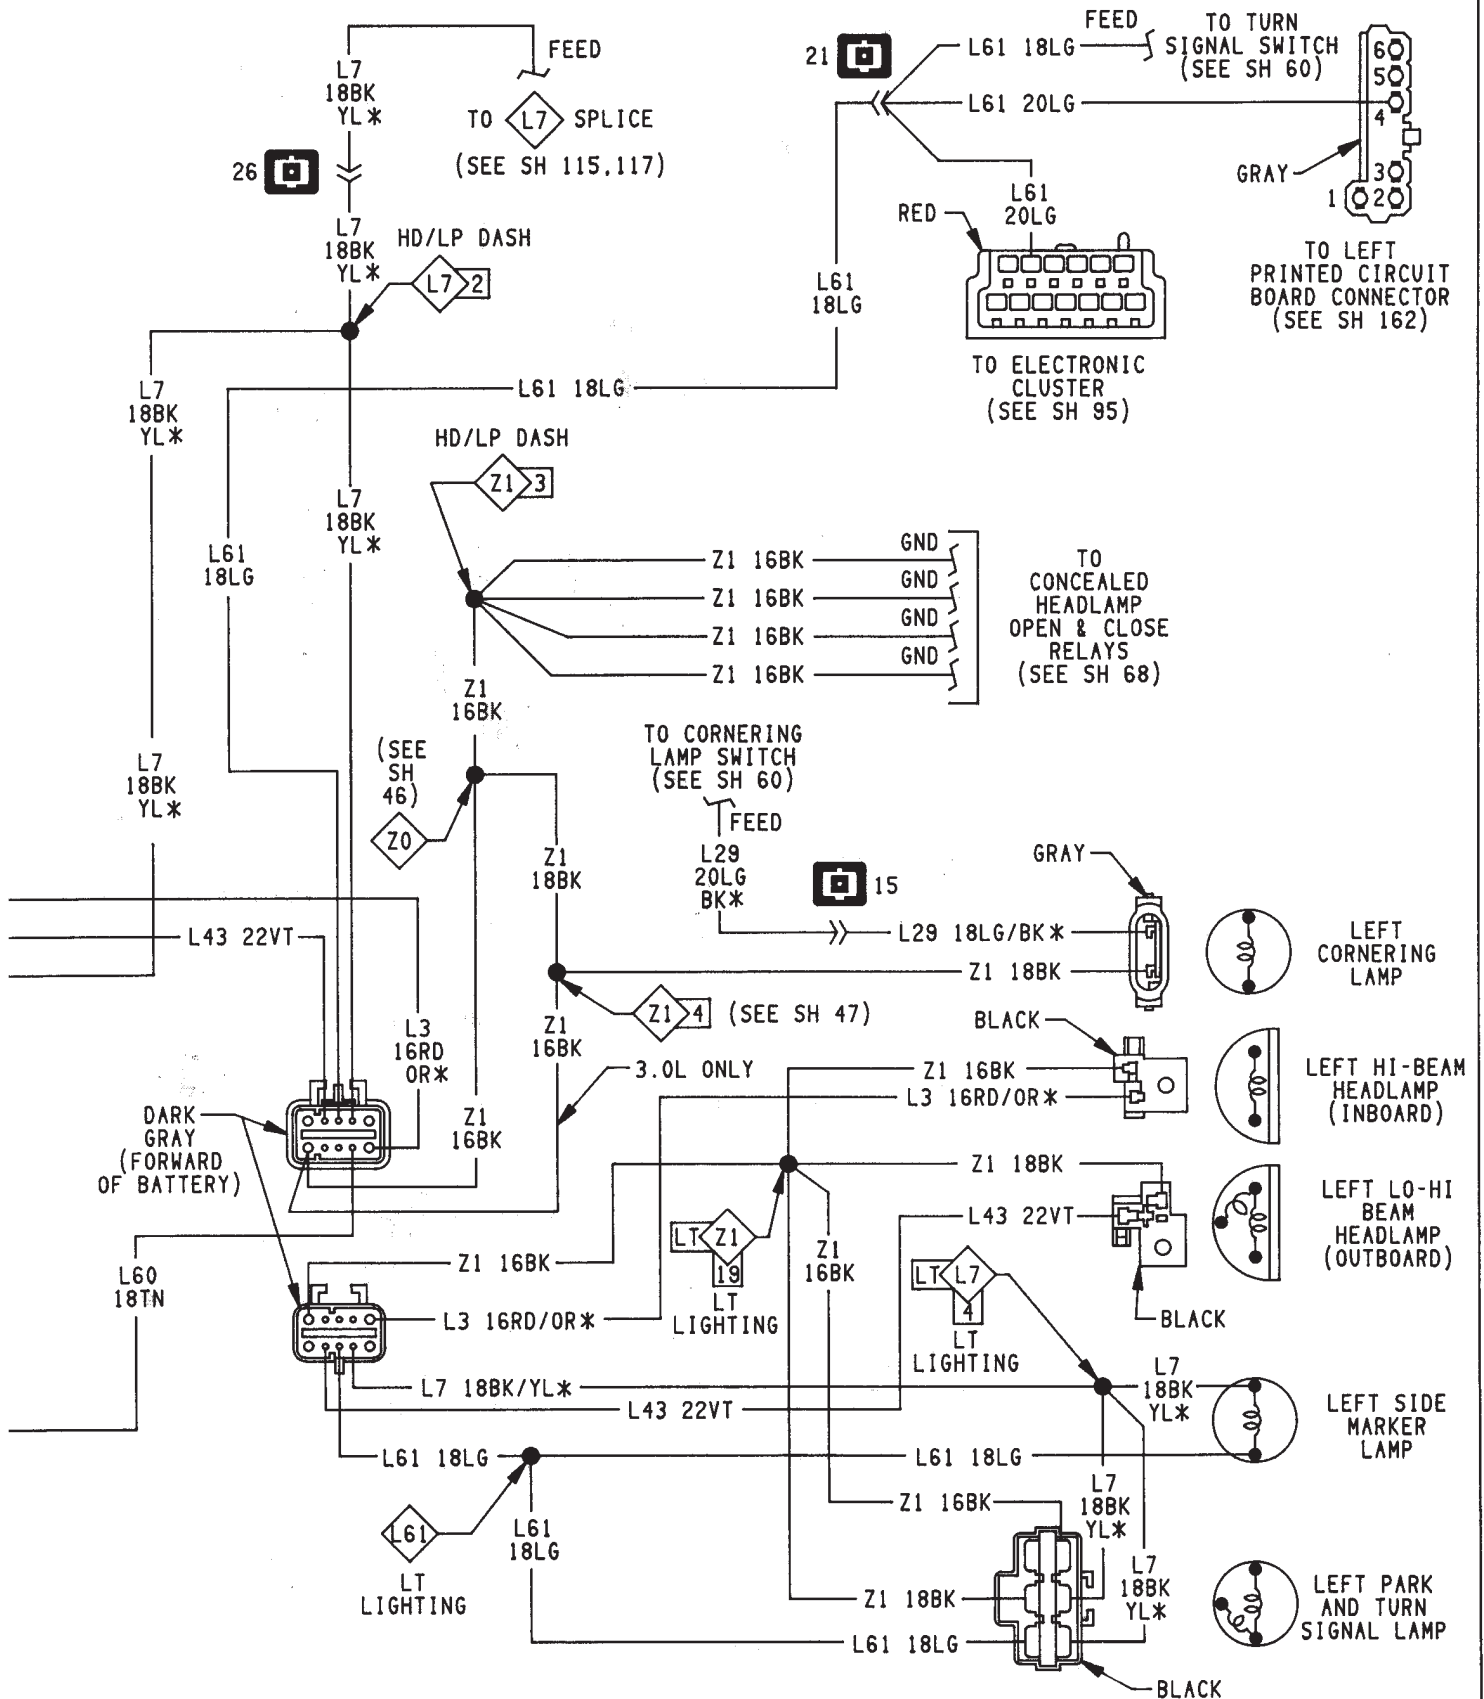 FEED
L7
18BK
YL*
TO L7 SPLICE
(SEE SH 115,117)
26
L7
18BK
YL*
HD/LP DASH
L7 2
21
L61 18LG
FEED
TO TURN
SIGNAL SWITCH
(SEE SH 60)
L61 20LG
6
5
4
3
2
1
GRAY
TO LEFT
PRINTED CIRCUIT
BOARD CONNECTOR
(SEE SH 162)
L61
20LG
RED
TO ELECTRONIC
CLUSTER
(SEE SH 95)
L61
18LG
L61 18LG
L7
18BK
YL*
HD/LP DASH
Z1 3
L7
18BK
YL*
L61
18LG
Z1 16BK
GND
Z1 16BK
GND
Z1 16BK
GND
Z1 16BK
GND
TO
CONCEALED
HEADLAMP
OPEN & CLOSE
RELAYS
(SEE SH 68)
Z1
16BK
(SEE
SH
46)
Z0
L7
18BK
YL*
TO CORNERING
LAMP SWITCH
(SEE SH 60)
FEED
L29
20LG
BK*
15
Z1
18BK
GRAY
L29 18LG/BK*
Z1 18BK
LEFT
CORNERING
LAMP
L43 22VT
Z1 4 (SEE SH 47)
Z1
16BK
L3
16RD
OR*
3.0L ONLY
BLACK
Z1 16BK
L3 16RD/OR*
LEFT HI-BEAM
HEADLAMP
(INBOARD)
DARK
GRAY
(FORWARD
OF BATTERY)
Z1
16BK
Z1 18BK
L43 22VT
LEFT LO-HI
BEAM
HEADLAMP
(OUTBOARD)
BLACK
LT Z1
19
LT
LIGHTING
Z1
16BK
LT L7
4
LT
LIGHTING
Z1 16BK
L60
18TN
L3 16RD/OR*
L7 18BK/YL*
L43 22VT
L7
18BK
YL*
LEFT SIDE
MARKER
LAMP
L61 18LG
L61 18LG
L61
LT
LIGHTING
L61
18LG
Z1 16BK
L7
18BK
YL*
L7
18BK
YL*
Z1 18BK
L61 18LG
LEFT PARK
AND TURN
SIGNAL LAMP
BLACK